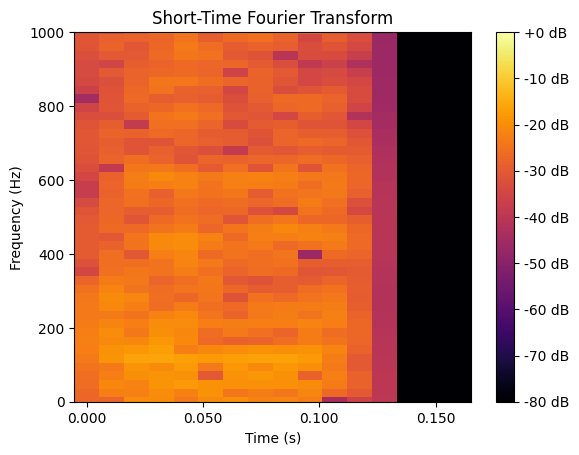 Short-Time Fourier Transform
1000
800
600
400
200
0
Frequency (Hz)
0.000
0.050
0.100
0.150
Time (s)
+0 dB
-10 dB
-20 dB
-30 dB
-40 dB
-50 dB
-60 dB
-70 dB
-80 dB